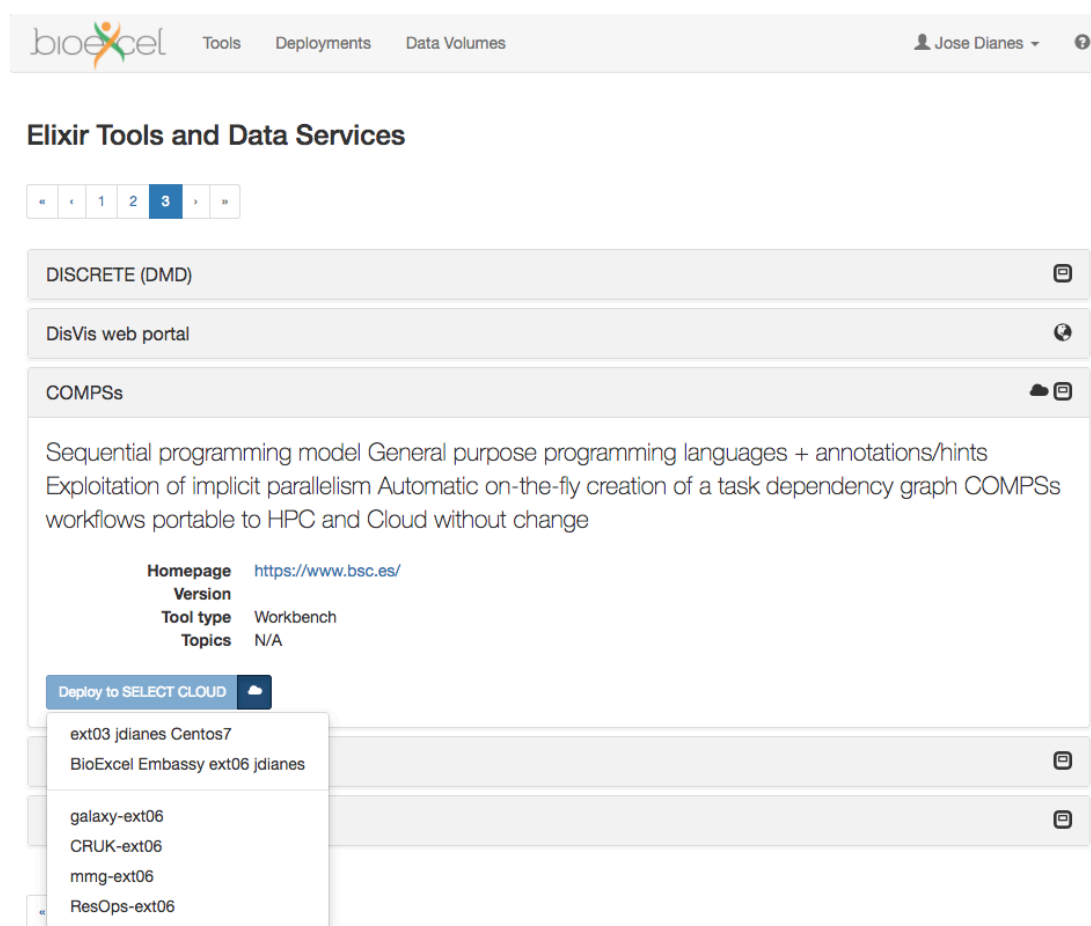 bioexcel Tools Deployments Data Volumes Jose Dianes
Elixir Tools and Data Services
« ‹ 1 2 3 › »
DISCRETE (DMD)
DisVis web portal
COMPSs
Sequential programming model General purpose programming languages + annotations/hints
Exploitation of implicit parallelism Automatic on-the-fly creation of a task dependency graph COMPSs
workflows portable to HPC and Cloud without change
Homepage https://www.bsc.es/
Version
Tool type Workbench
Topics N/A
Deploy to SELECT CLOUD
ext03 jdianes Centos7
BioExcel Embassy ext06 jdianes
galaxy-ext06
CRUK-ext06
mmg-ext06
ResOps-ext06
«